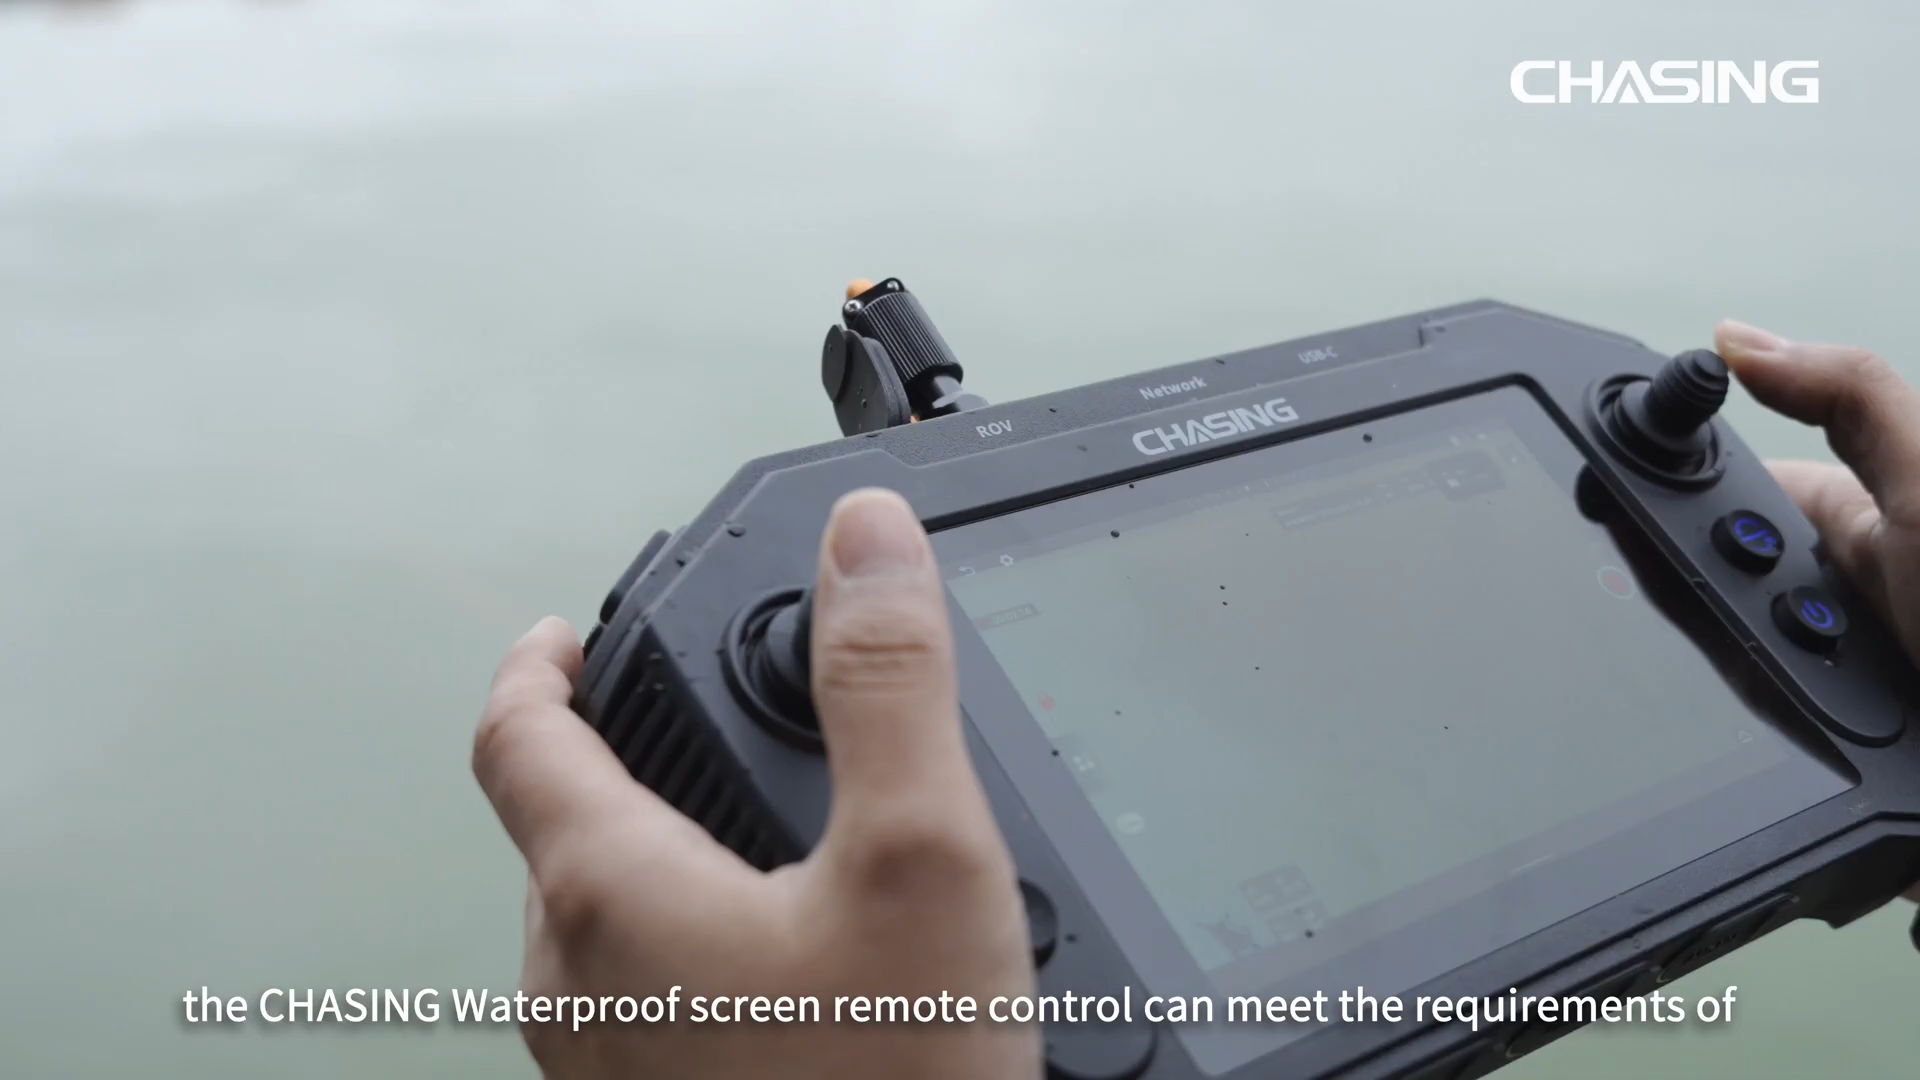 CHASING
USB-C
Network
CHASING
ROV
the CHASING Waterproof screen remote control can meet the requirements of